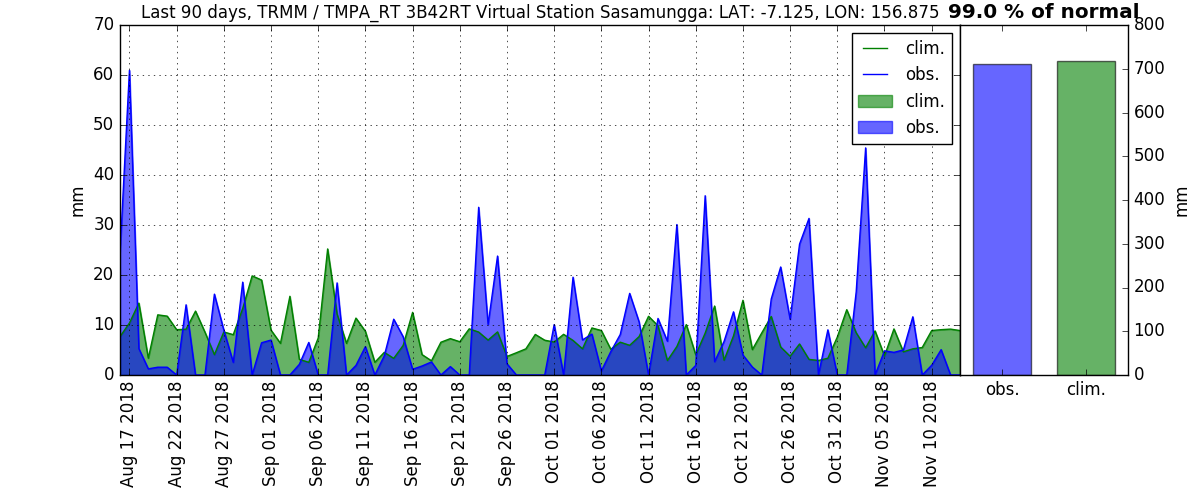 Last 90 days, TRMM / TMPA_RT 3B42RT Virtual Station Sasamungga: LAT: -7.125, LON: 156.875 99.0 % of normal
mm
70
60
50
40
30
20
10
0
clim.
obs.
clim.
obs.
800
700
600
500
400
300
200
100
0
mm
Aug 17 2018
Aug 22 2018
Aug 27 2018
Sep 01 2018
Sep 06 2018
Sep 11 2018
Sep 16 2018
Sep 21 2018
Sep 26 2018
Oct 01 2018
Oct 06 2018
Oct 11 2018
Oct 16 2018
Oct 21 2018
Oct 26 2018
Oct 31 2018
Nov 05 2018
Nov 10 2018
obs.
clim.